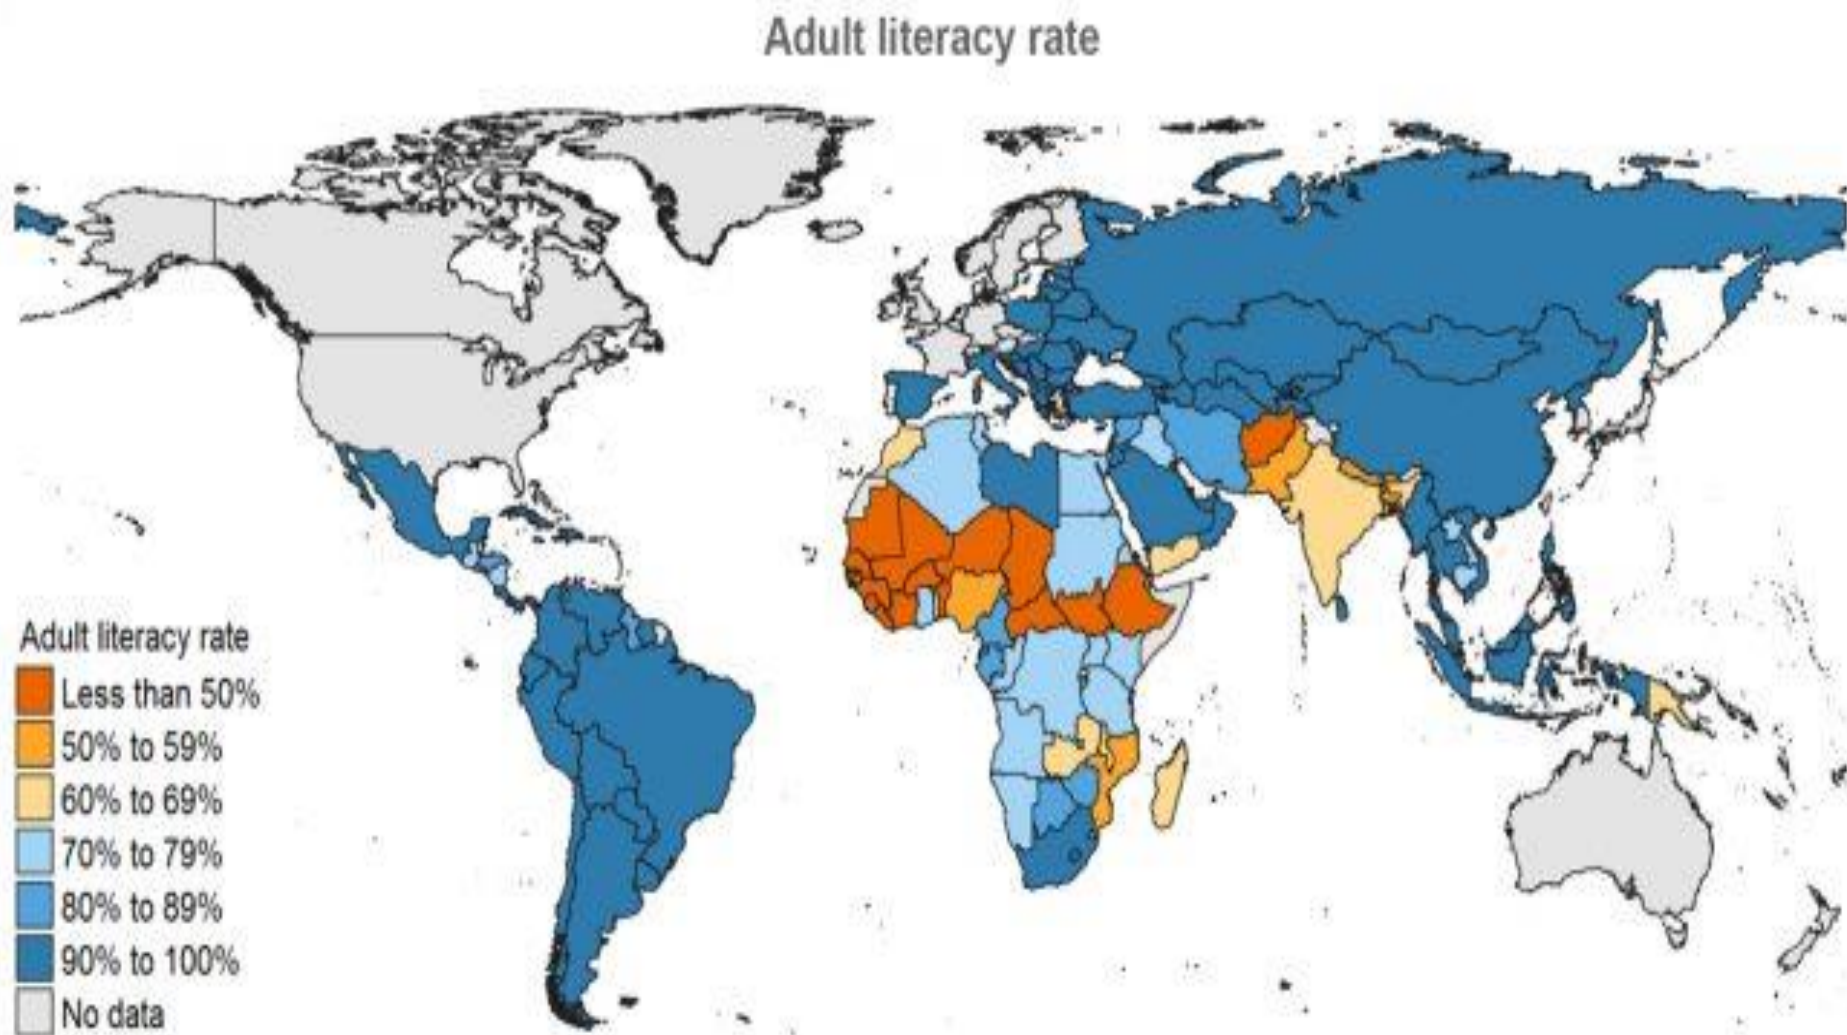 Adult literacy rate
Adult literacy rate
Less than 50%
50% to 59%
60% to 69%
70% to 79%
80% to 89%
90% to 100%
No data